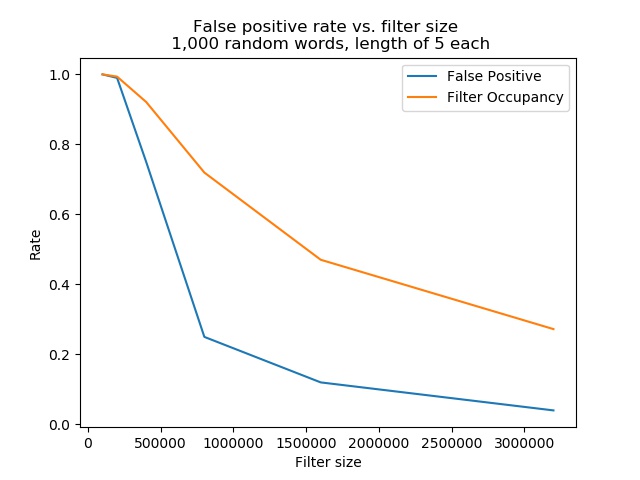 False positive rate vs. filter size
1,000 random words, length of 5 each
False Positive
Filter Occupancy
Rate
1.0
0.8
0.6
0.4
0.2
0.0
0 500000 1000000 1500000 2000000 2500000 3000000
Filter size